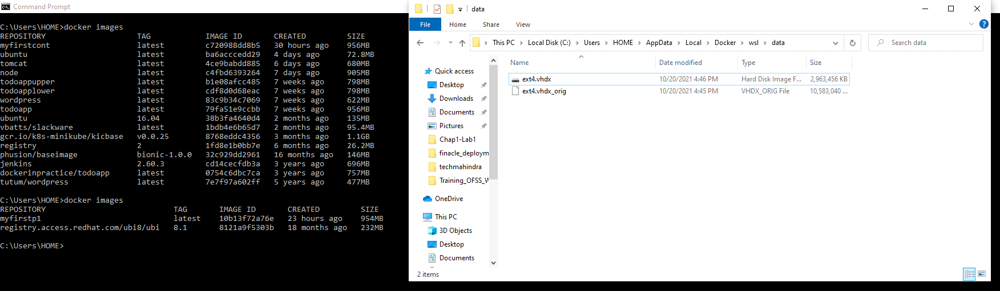 Command Prompt
C:\Users\HOME>docker images
REPOSITORY TAG IMAGE ID CREATED SIZE
myfirstcont latest c720988dd8b5 30 hours ago 956MB
ubuntu latest ba6acccedd29 4 days ago 72.8MB
tomcat latest 4ce9babdd885 6 days ago 680MB
node latest c4fbd6393264 7 days ago 905MB
todoappupper latest b1e08afcc485 7 weeks ago 798MB
todoapplower latest cdf8d0d68eac 7 weeks ago 798MB
wordpress latest 83c9b34c7069 7 weeks ago 622MB
todoapp latest 79fa51e9ccbb 7 weeks ago 956MB
ubuntu 16.04 38b3fa4640d4 2 months ago 135MB
vbatts/slackware latest 1bdb4e6b65d7 2 months ago 95.4MB
gcr.io/k8s-minikube/kicbase v0.0.25 8768eddc4356 3 months ago 1.1GB
registry 2 1fd8e1b0bb7e 6 months ago 26.2MB
phusion/baseimage bionic-1.0.0 32c929dd2961 16 months ago 146MB
jenkins 2.60.3 cd14cecfdb3a 3 years ago 696MB
dockerinpractice/todoapp latest 0754c6dbc7ca 3 years ago 757MB
tutum/wordpress latest 7e7f97a602ff 5 years ago 477MB
C:\Users\HOME>docker images
REPOSITORY TAG IMAGE ID CREATED SIZE
myfirstp1 latest 10b13f72a76e 23 hours ago 954MB
registry.access.redhat.com/ubi8/ubi 8.1 8121a9f5303b 18 months ago 232MB
C:\Users\HOME>
data
File Home Share View
This PC > Local Disk (C:) > Users > HOME > AppData > Local > Docker > wsl > data
Search data
Name Date modified Type Size
ext4.vhdx 10/20/2021 4:46 PM Hard Disk Image F... 2,963,456 KB
ext4.vhdx_orig 10/20/2021 4:45 PM VHDX_ORIG File 10,583,040 ...
Quick access
Desktop
Downloads
Documents
Pictures
Chap1-Lab1
finacle_deploym
techmahindra
Training_OFSS_W
OneDrive
This PC
3D Objects
Desktop
Documents
2 items